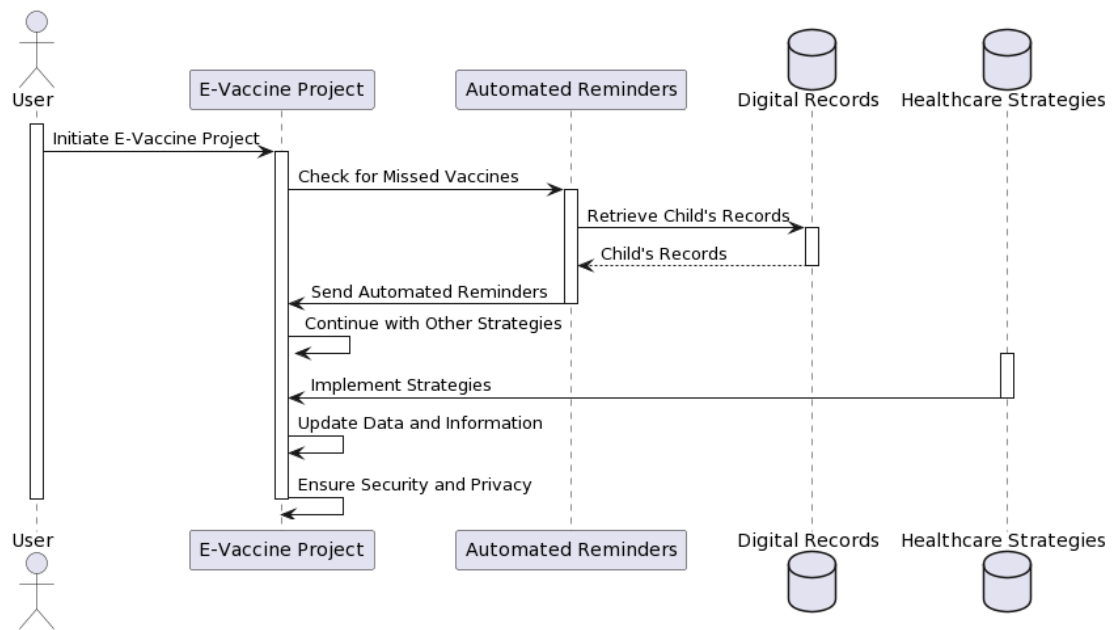 User
E-Vaccine Project
Automated Reminders
Digital Records
Healthcare Strategies
Initiate E-Vaccine Project
Check for Missed Vaccines
Retrieve Child's Records
Child's Records
Send Automated Reminders
Continue with Other Strategies
Implement Strategies
Update Data and Information
Ensure Security and Privacy
User
E-Vaccine Project
Automated Reminders
Digital Records
Healthcare Strategies